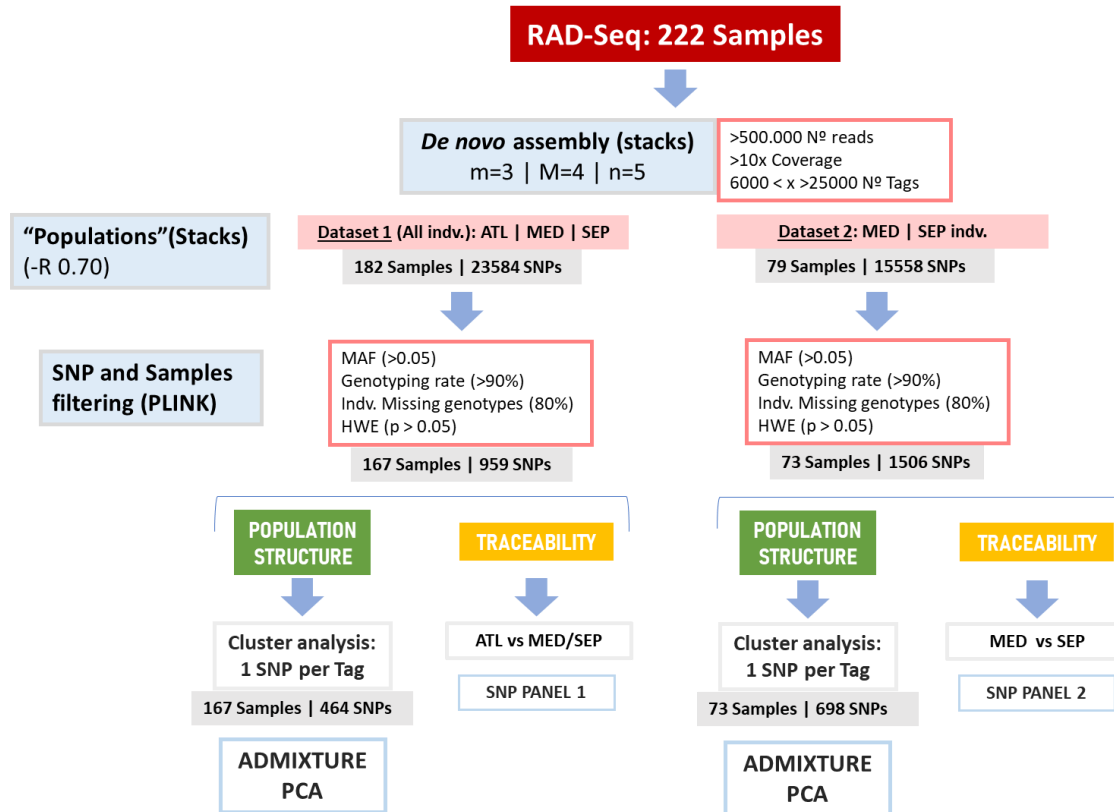 RAD-Seq: 222 Samples
De novo assembly (stacks)
m=3 | M=4 | n=5
>500.000 Nº reads
>10x Coverage
6000 < x >25000 Nº Tags
“Populations”(Stacks)
(-R 0.70)
Dataset 1 (All indv.): ATL | MED | SEP
182 Samples | 23584 SNPs
Dataset 2: MED | SEP indv.
79 Samples | 15558 SNPs
SNP and Samples
filtering (PLINK)
MAF (>0.05)
Genotyping rate (>90%)
Indv. Missing genotypes (80%)
HWE (p > 0.05)
167 Samples | 959 SNPs
MAF (>0.05)
Genotyping rate (>90%)
Indv. Missing genotypes (80%)
HWE (p > 0.05)
73 Samples | 1506 SNPs
POPULATION
STRUCTURE
Cluster analysis:
1 SNP per Tag
167 Samples | 464 SNPs
ADMIXTURE
PCA
TRACEABILITY
ATL vs MED/SEP
SNP PANEL 1
POPULATION
STRUCTURE
Cluster analysis:
1 SNP per Tag
73 Samples | 698 SNPs
ADMIXTURE
PCA
TRACEABILITY
MED vs SEP
SNP PANEL 2